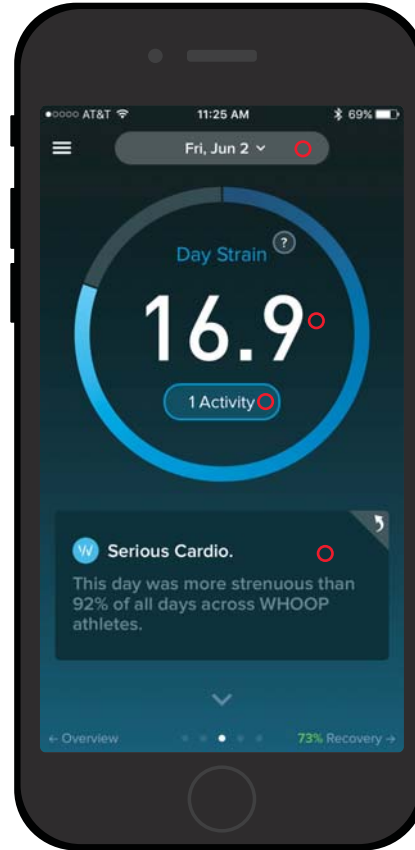 ●○○○○ AT&T 11:25 AM 69%
Fri, Jun 2
?
Day Strain
16.9
1 Activity
W Serious Cardio.
This day was more strenuous than
92% of all days across WHOOP
athletes.
← Overview 73% Recovery →